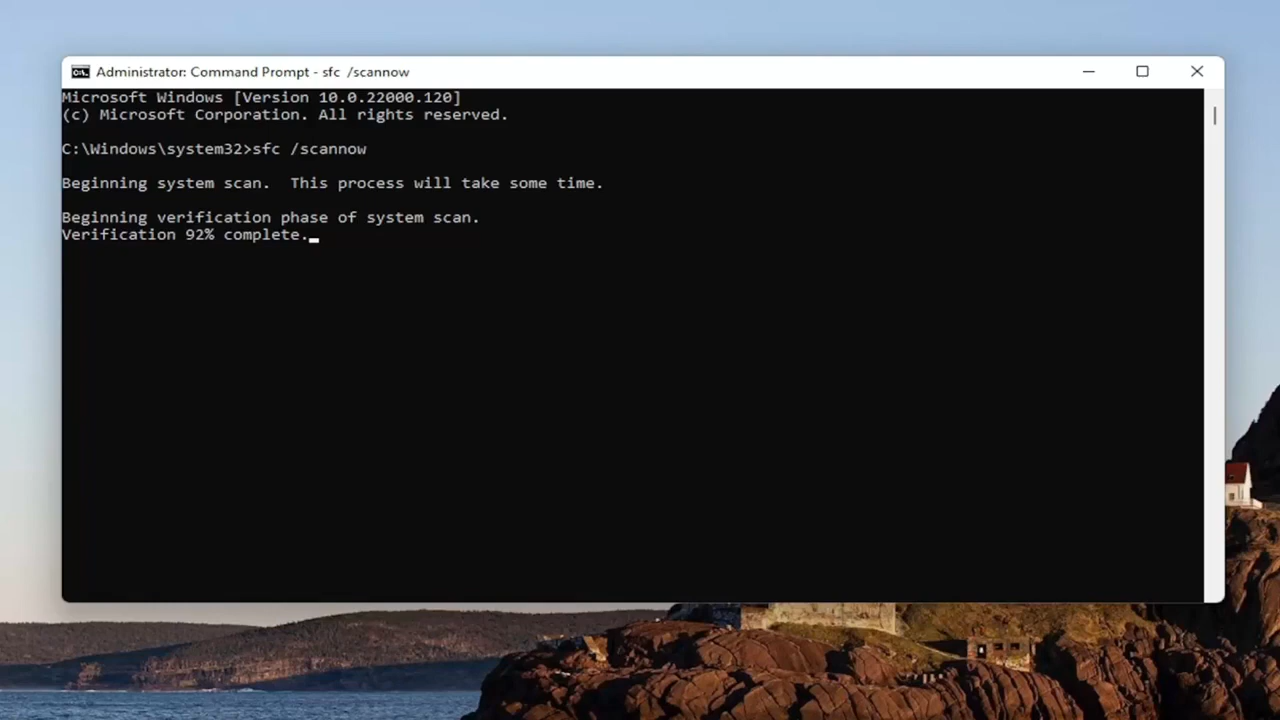 Administrator: Command Prompt - sfc  /scannow
Microsoft Windows [Version 10.0.22000.120]
(c) Microsoft Corporation. All rights reserved.
C:\Windows\system32>sfc /scannow
Beginning system scan.  This process will take some time.
Beginning verification phase of system scan.
Verification 92% complete.